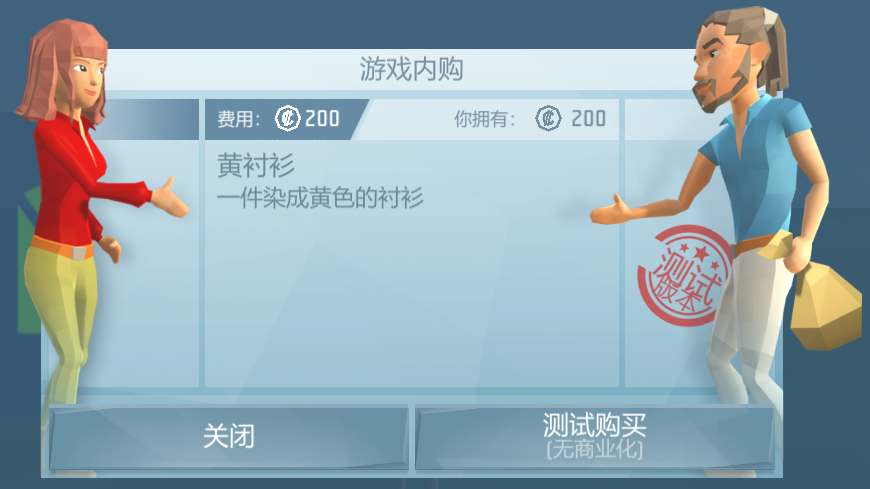 游戏内购
费用： 200
你拥有： 200
黄衬衫
一件染成黄色的衬衫
测试
版本
关闭
测试购买
(无商业化)